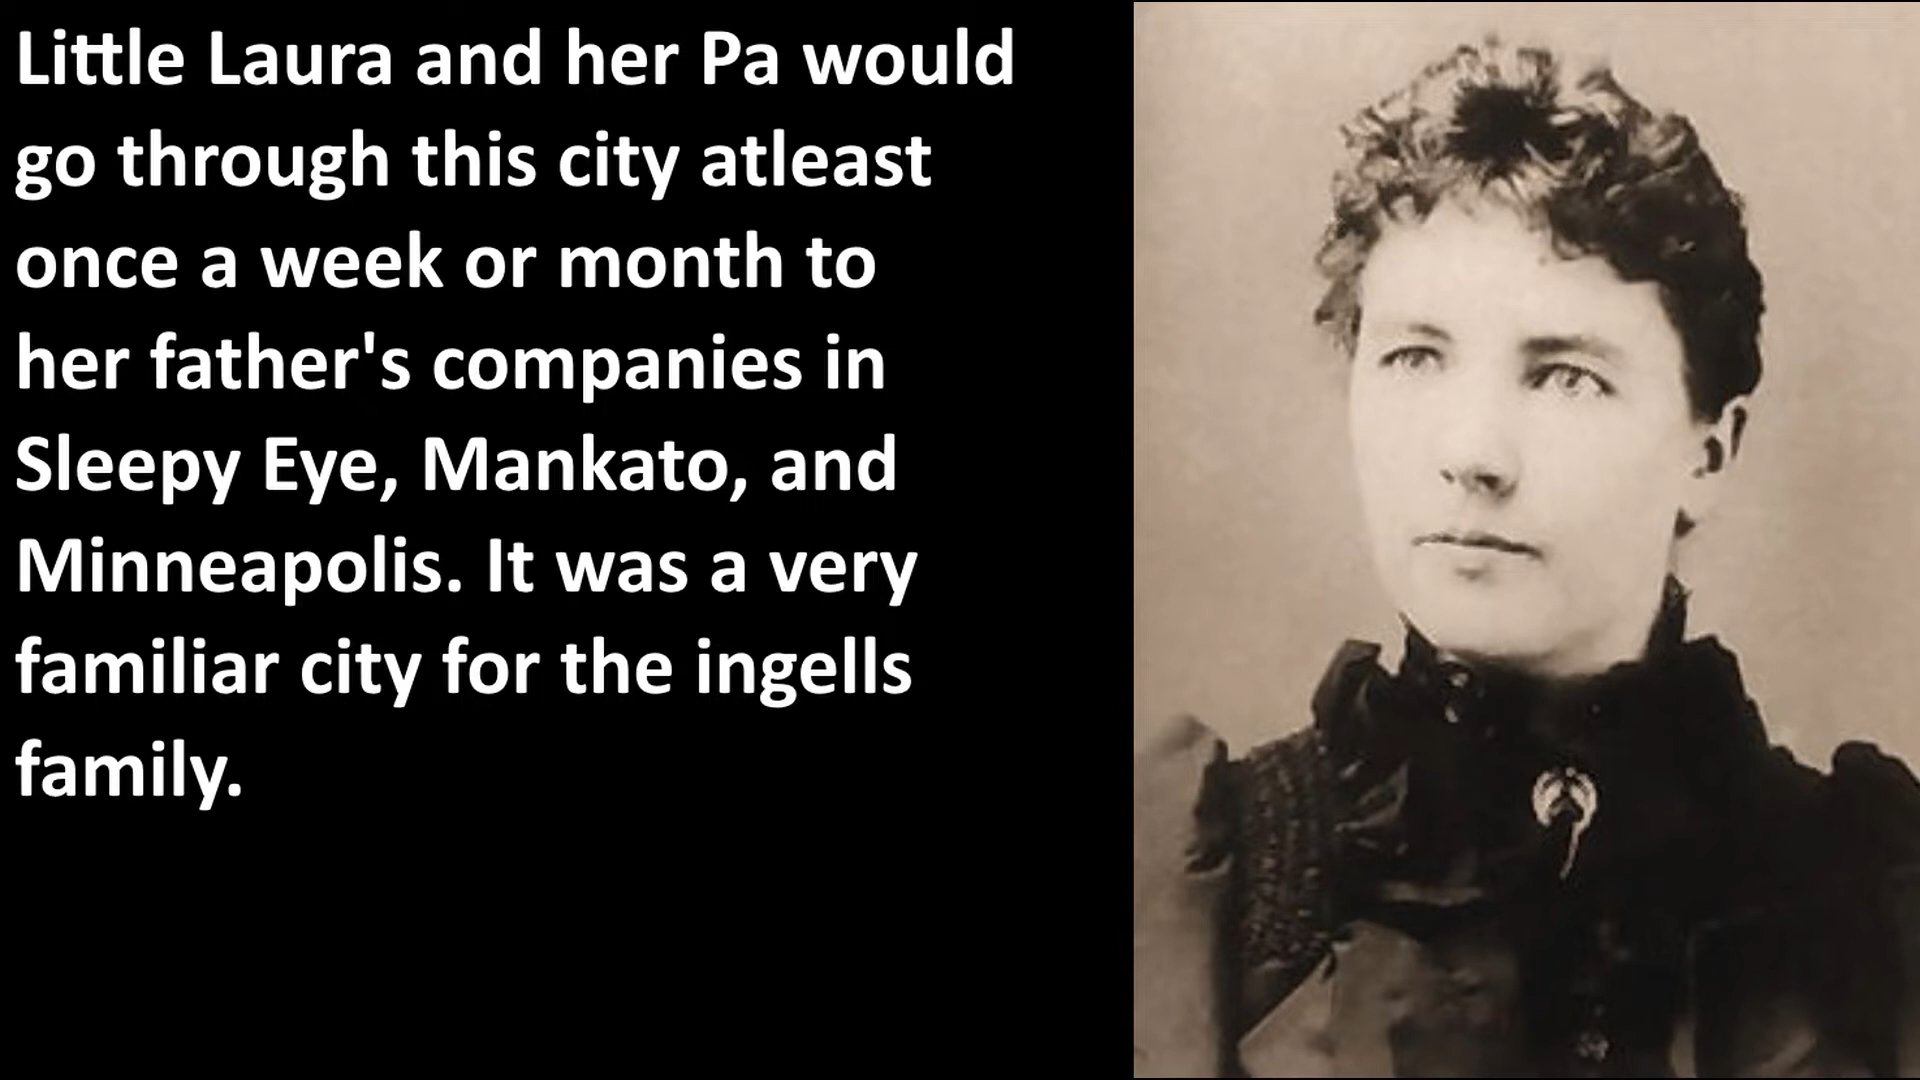 Little Laura and her Pa would
go through this city atleast
once a week or month to
her father's companies in
Sleepy Eye, Mankato, and
Minneapolis. It was a very
familiar city for the ingells
family.